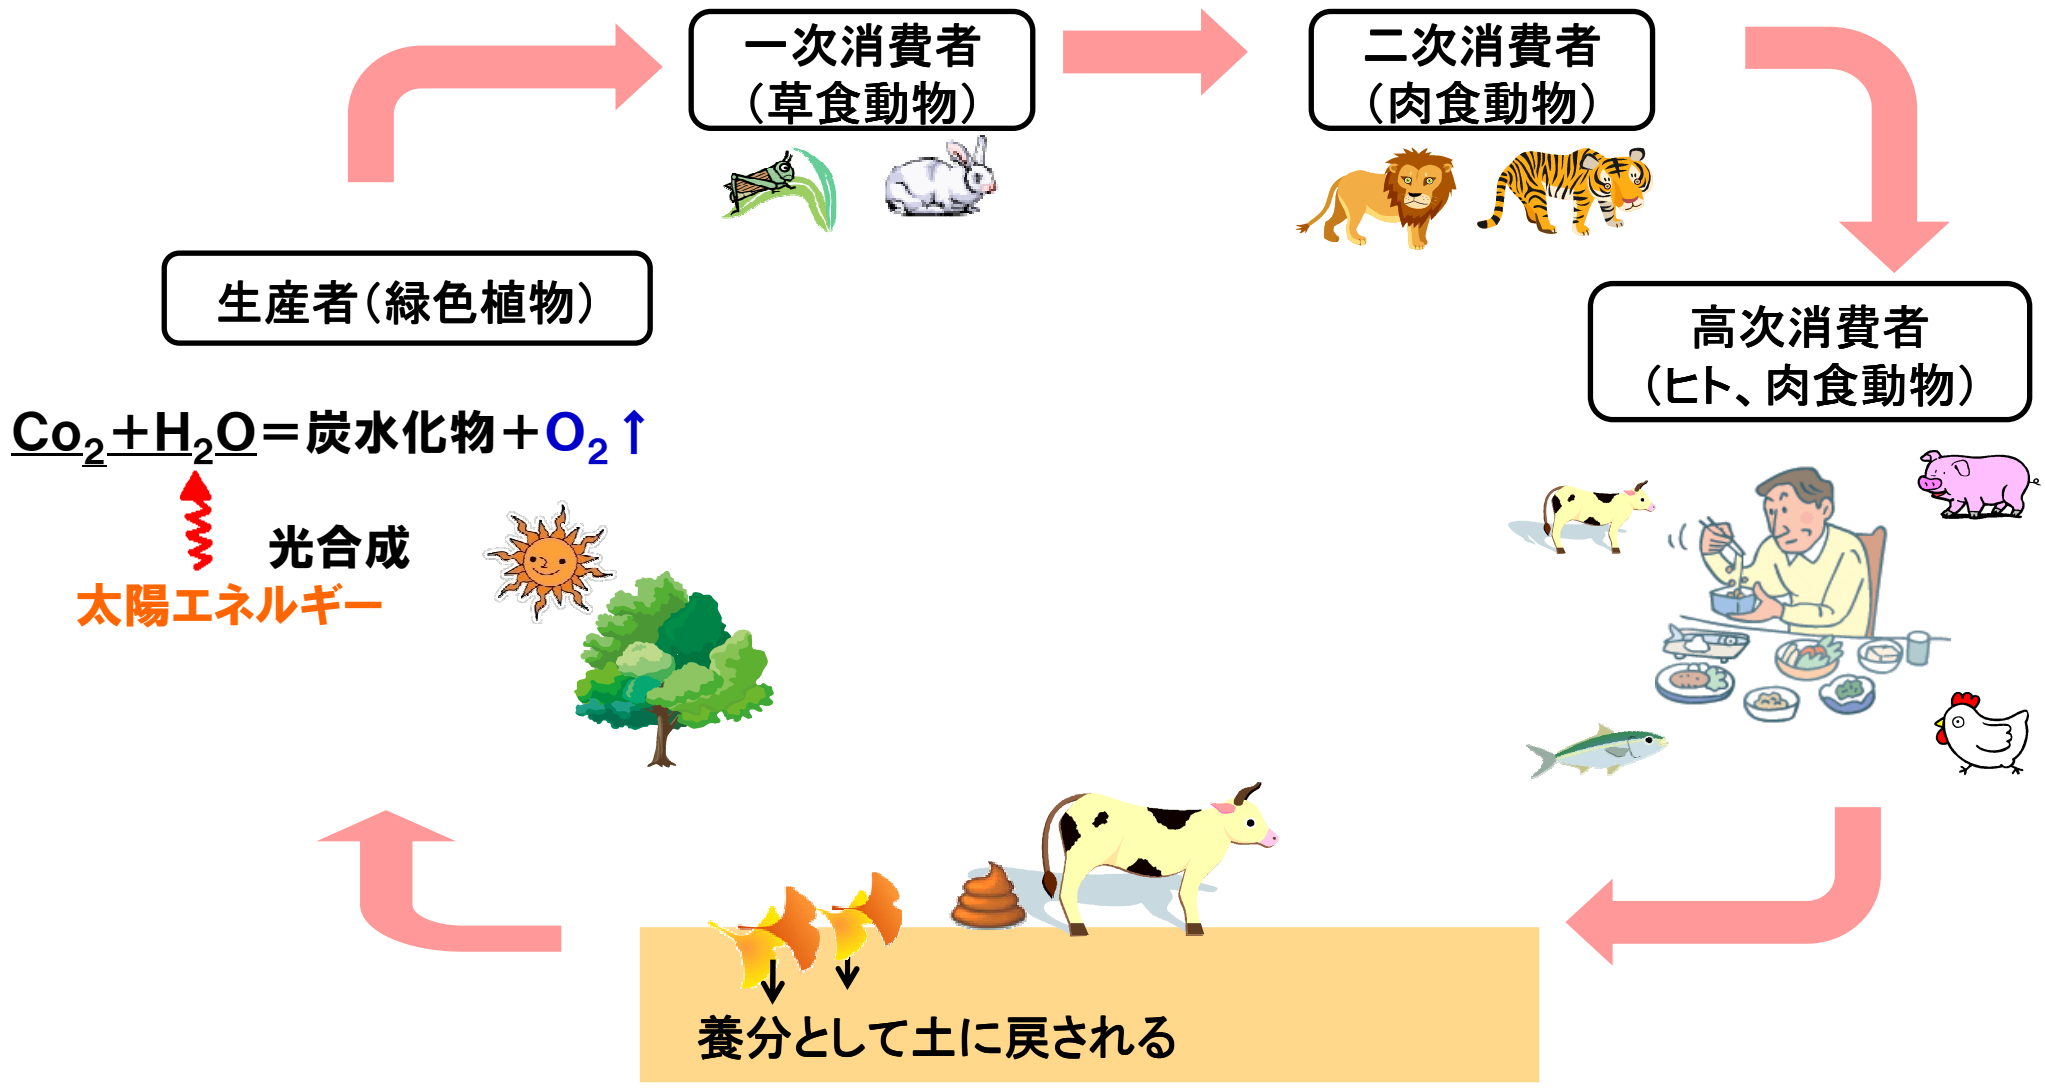 一次消費者
（草食動物）
二次消費者
（肉食動物）
生産者（緑色植物）
高次消費者
（ヒト、肉食動物）
Co₂＋H₂O＝炭水化物＋O₂↑
光合成
太陽エネルギー
養分として土に戻される